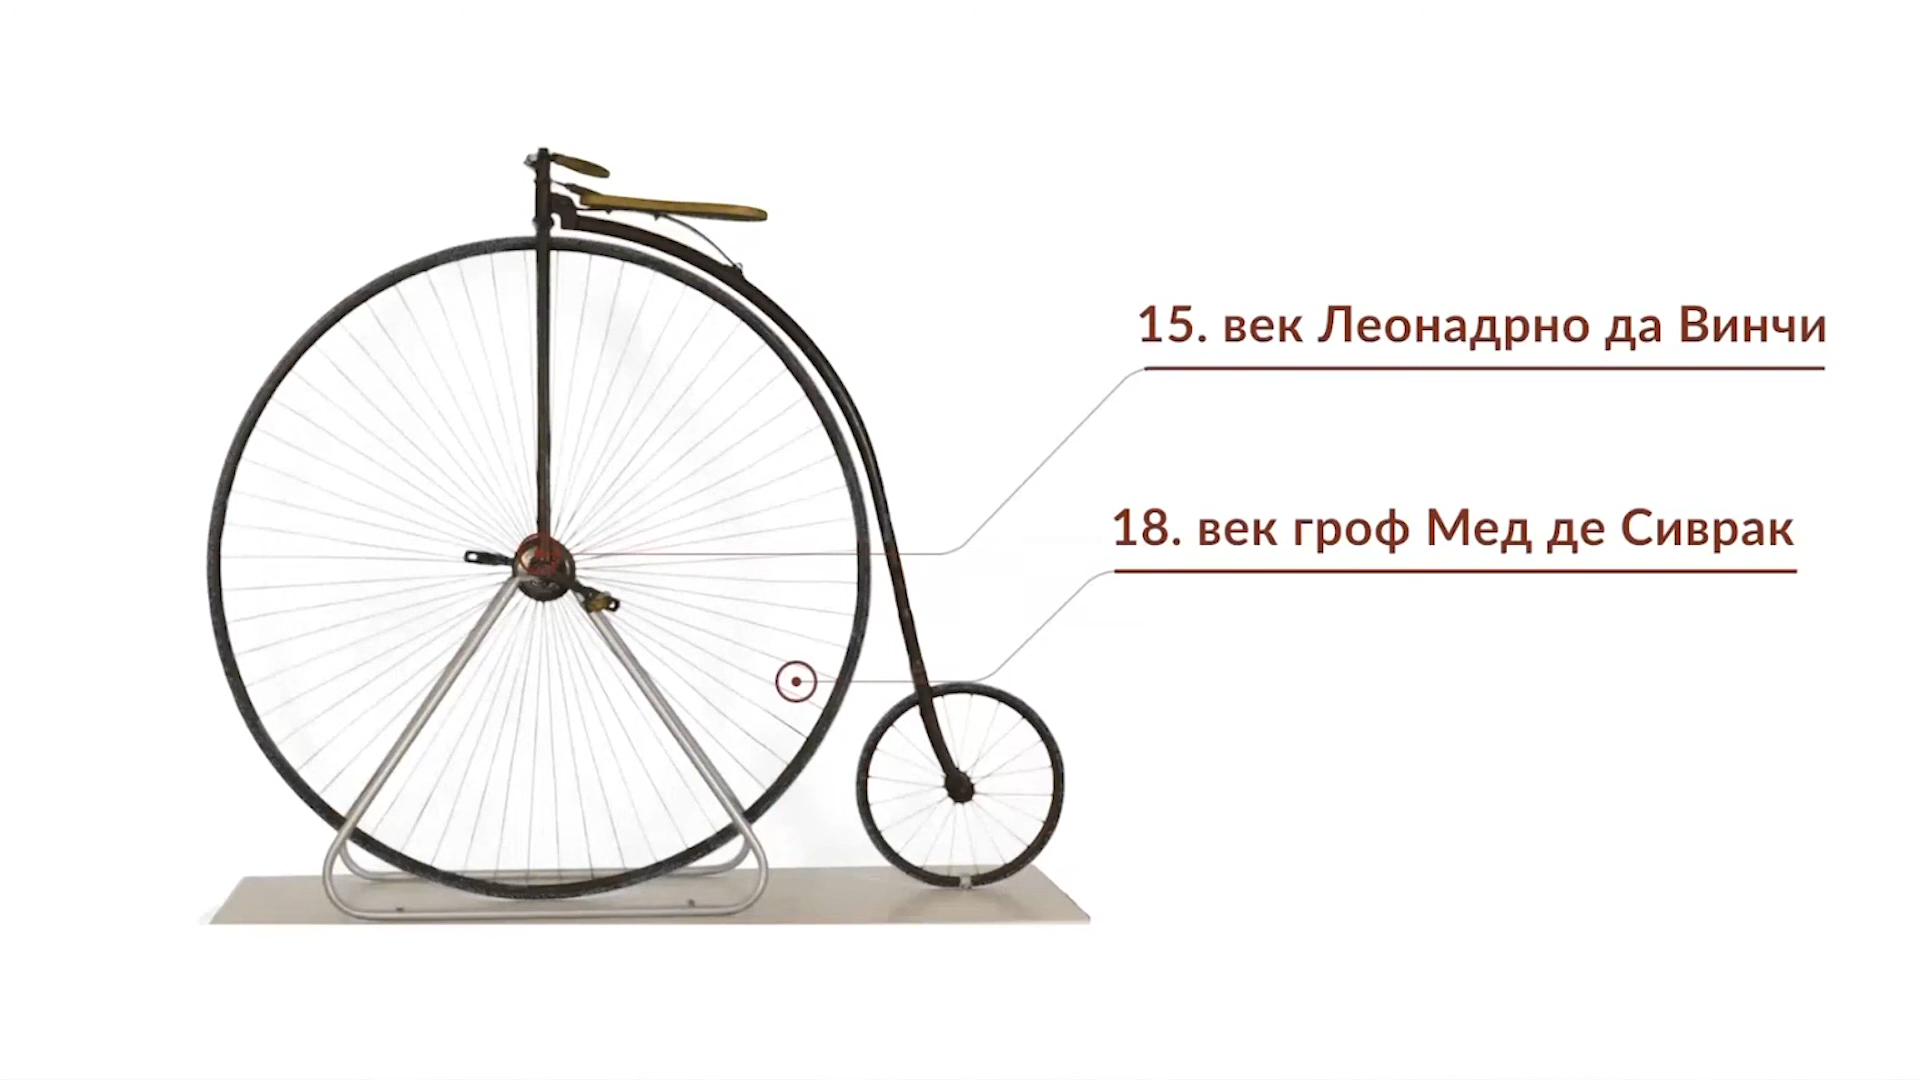 15. век Леонадрно да Винчи
18. век гроф Мед де Сиврак